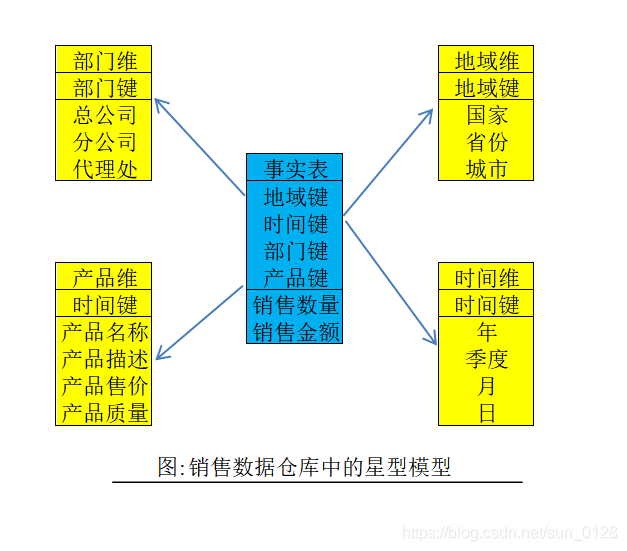 部门维
部门键
总公司
分公司
代理处
地域维
地域键
国家
省份
城市
事实表
地域键
时间键
部门键
产品键
销售数量
销售金额
产品维
时间键
产品名称
产品描述
产品售价
产品质量
时间维
时间键
年
季度
月
日
图:销售数据仓库中的星型模型
https://blog.csdn.net/sun_0128